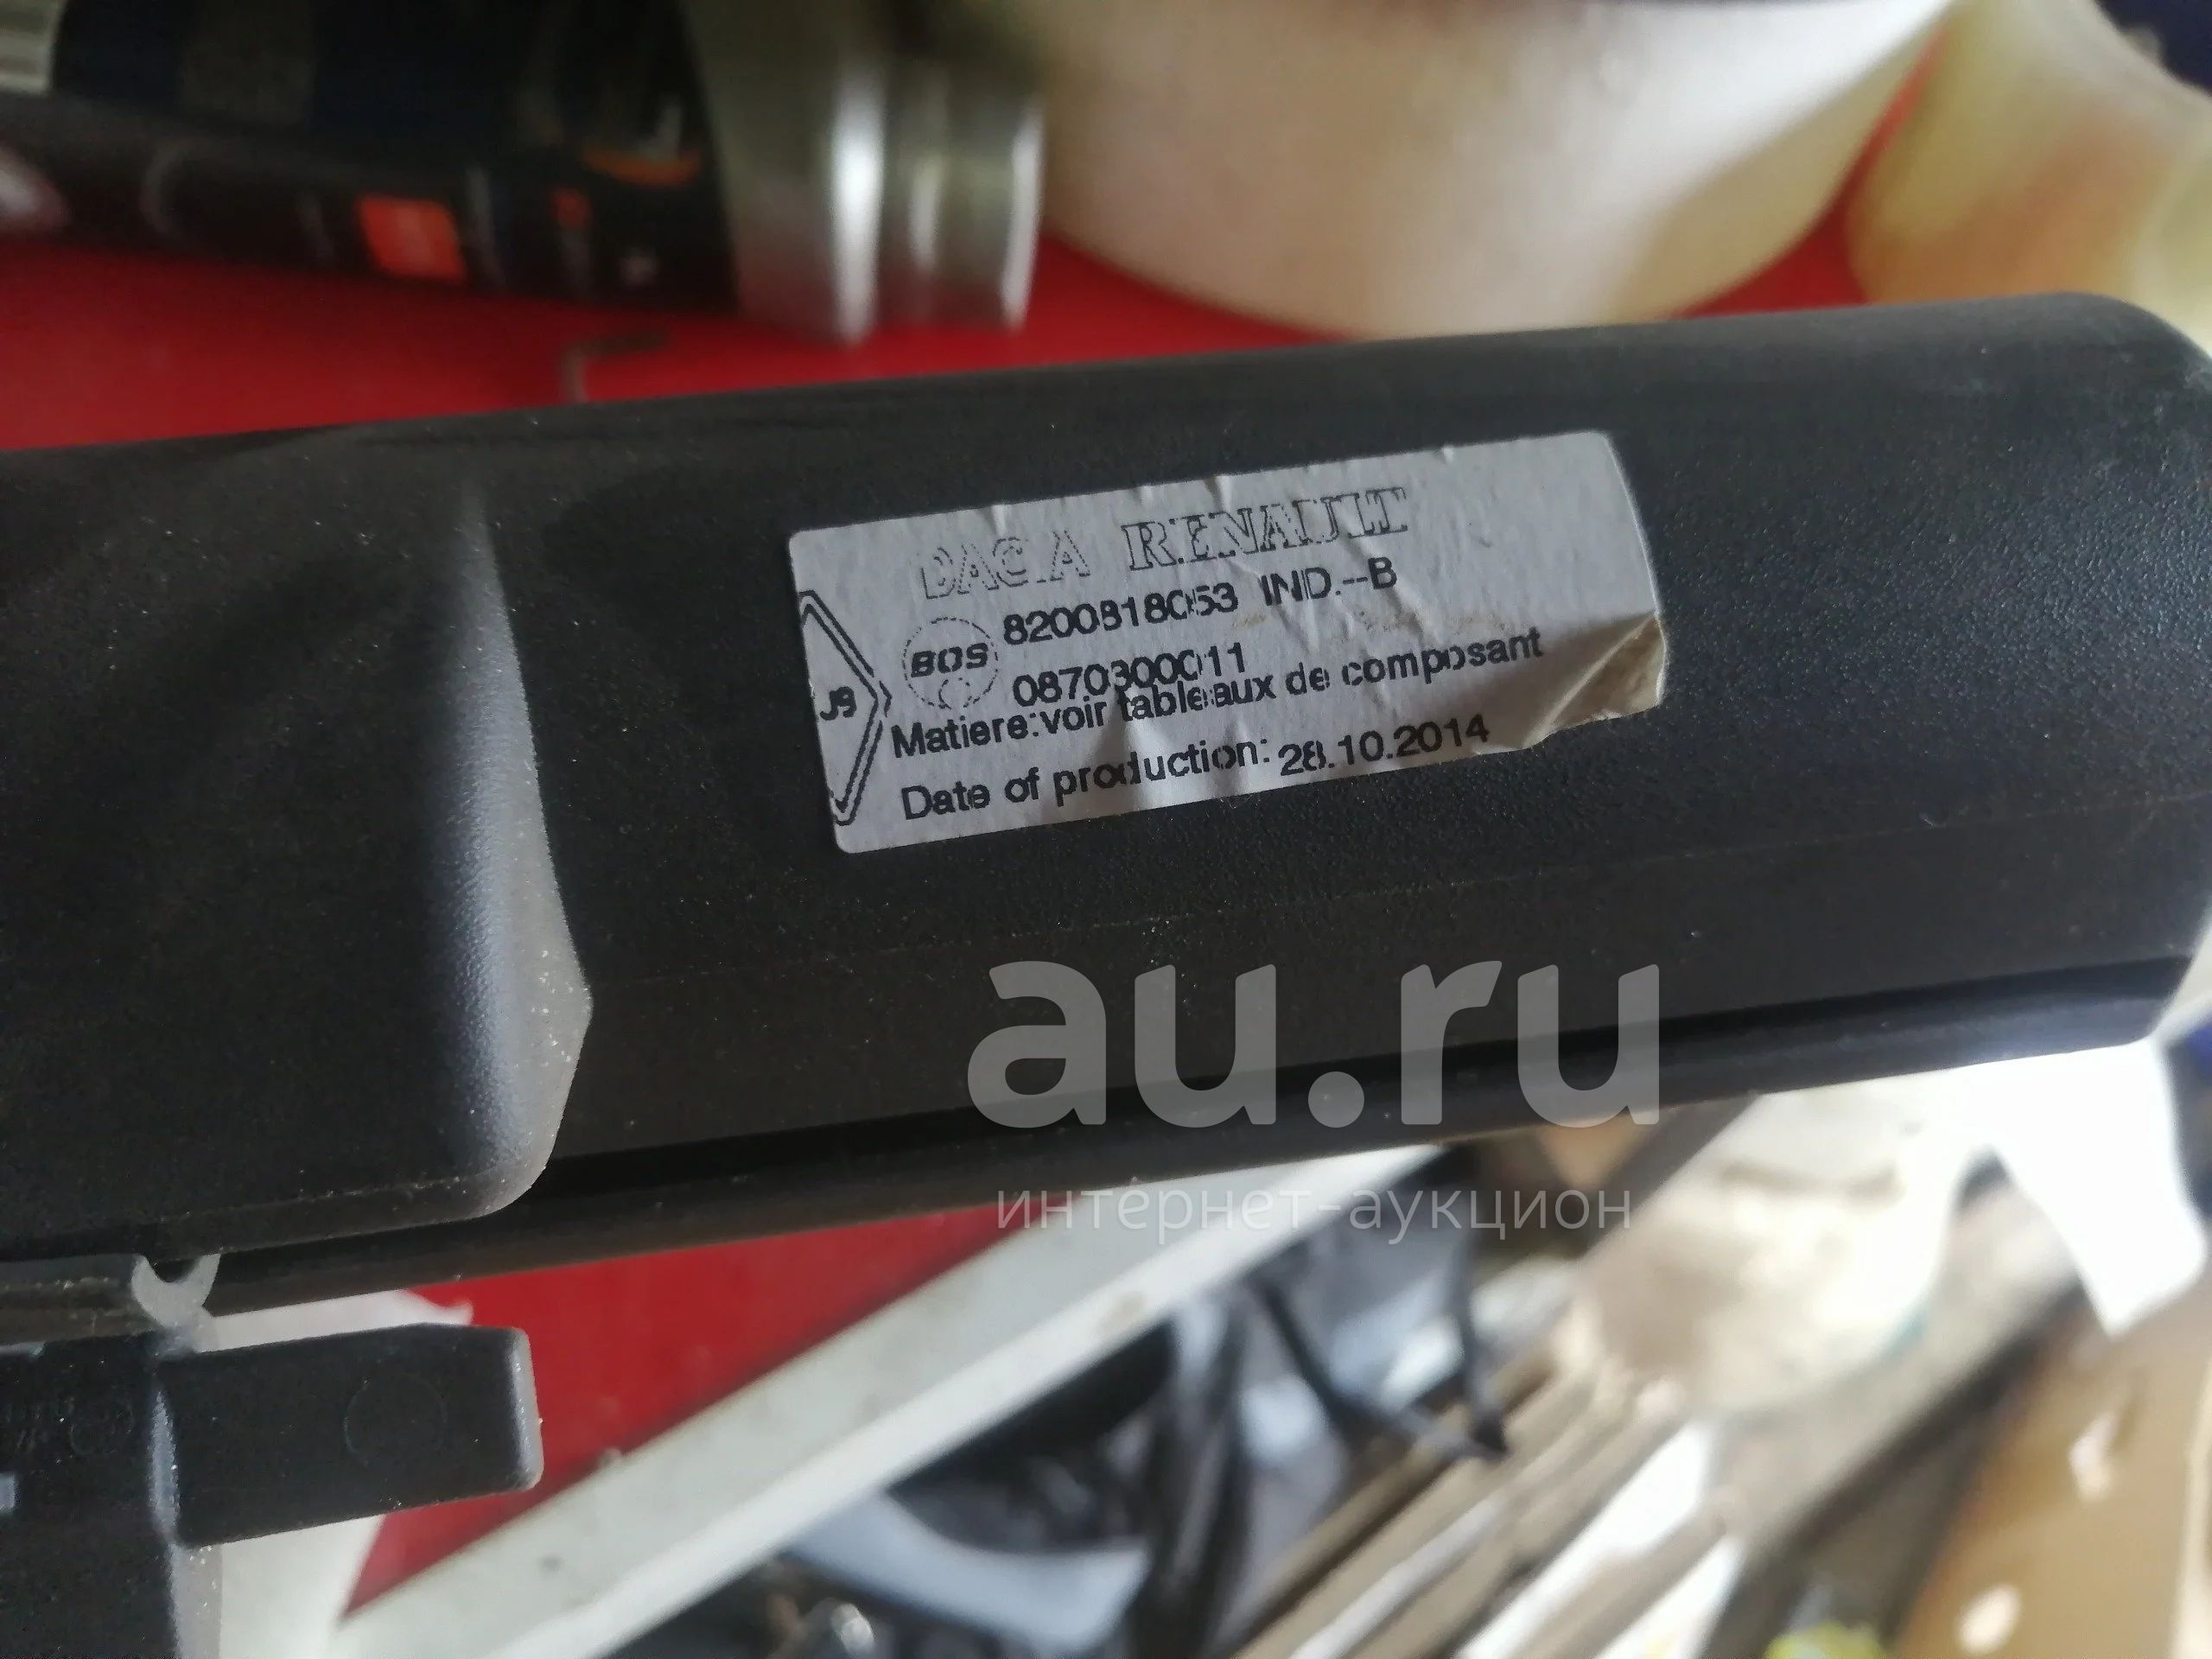 DACIA RENAULT
8200818053 IND.--B
BOS
0870300011
J9
Matiere:voir tableaux de composant
Date of production: 28.10.2014
au.ru
интернет-аукцион